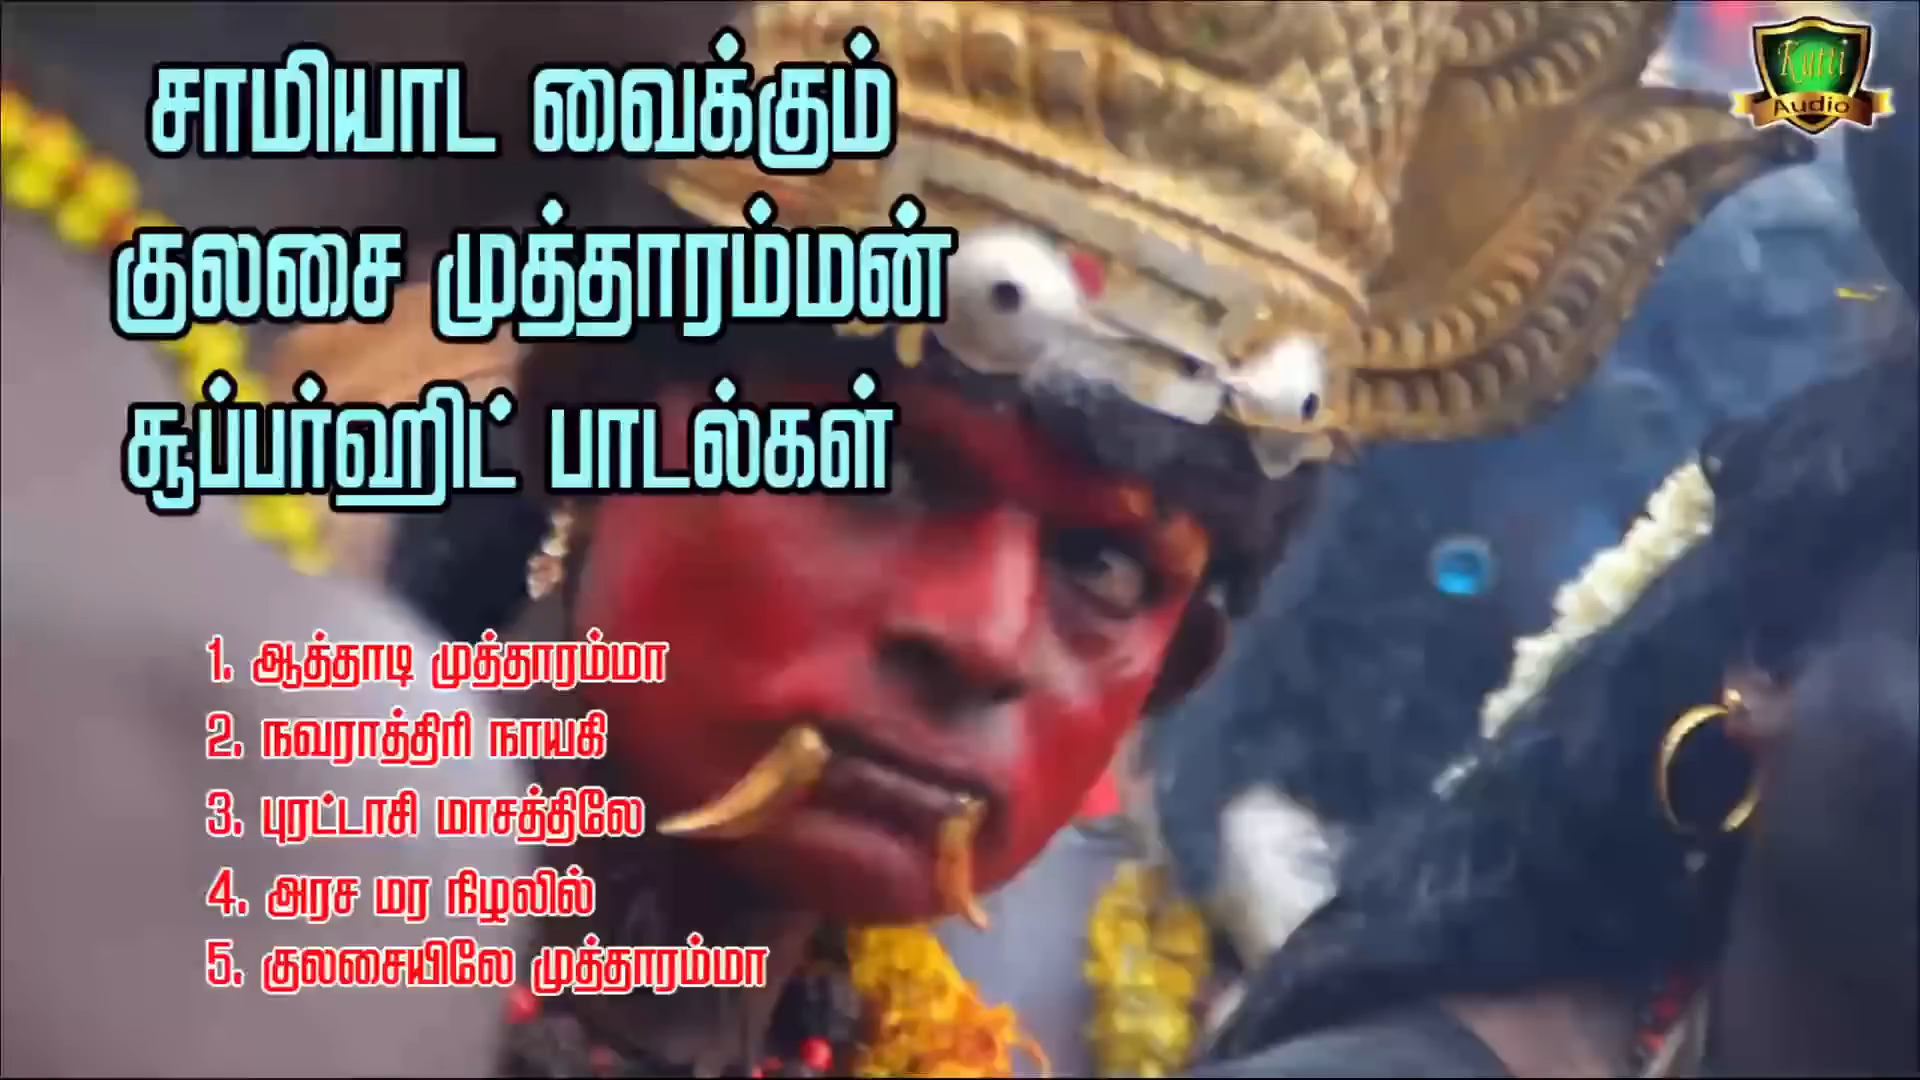 சாமியாட வைக்கும்
குலசை முத்தாரம்மன்
சூப்பர்ஹிட் பாடல்கள்
Kutti
Audio
1. ஆத்தாடி முத்தாரம்மா
2. நவராத்திரி நாயகி
3. புரட்டாசி மாசத்திலே
4. அரச மர நிழலில்
5. குலசையிலே முத்தாரம்மா